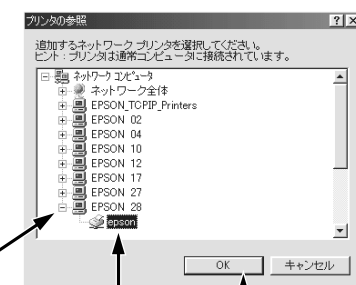 プリンタの参照
追加するネットワーク プリンタを選択してください。
ヒント : プリンタは通常コンピュータに接続されています。
ネットワーク コンピュータ
ネットワーク全体
EPSON_TCPIP_Printers
EPSON 02
EPSON 04
EPSON 10
EPSON 12
EPSON 17
EPSON 27
EPSON 28
epson
OK
キャンセル